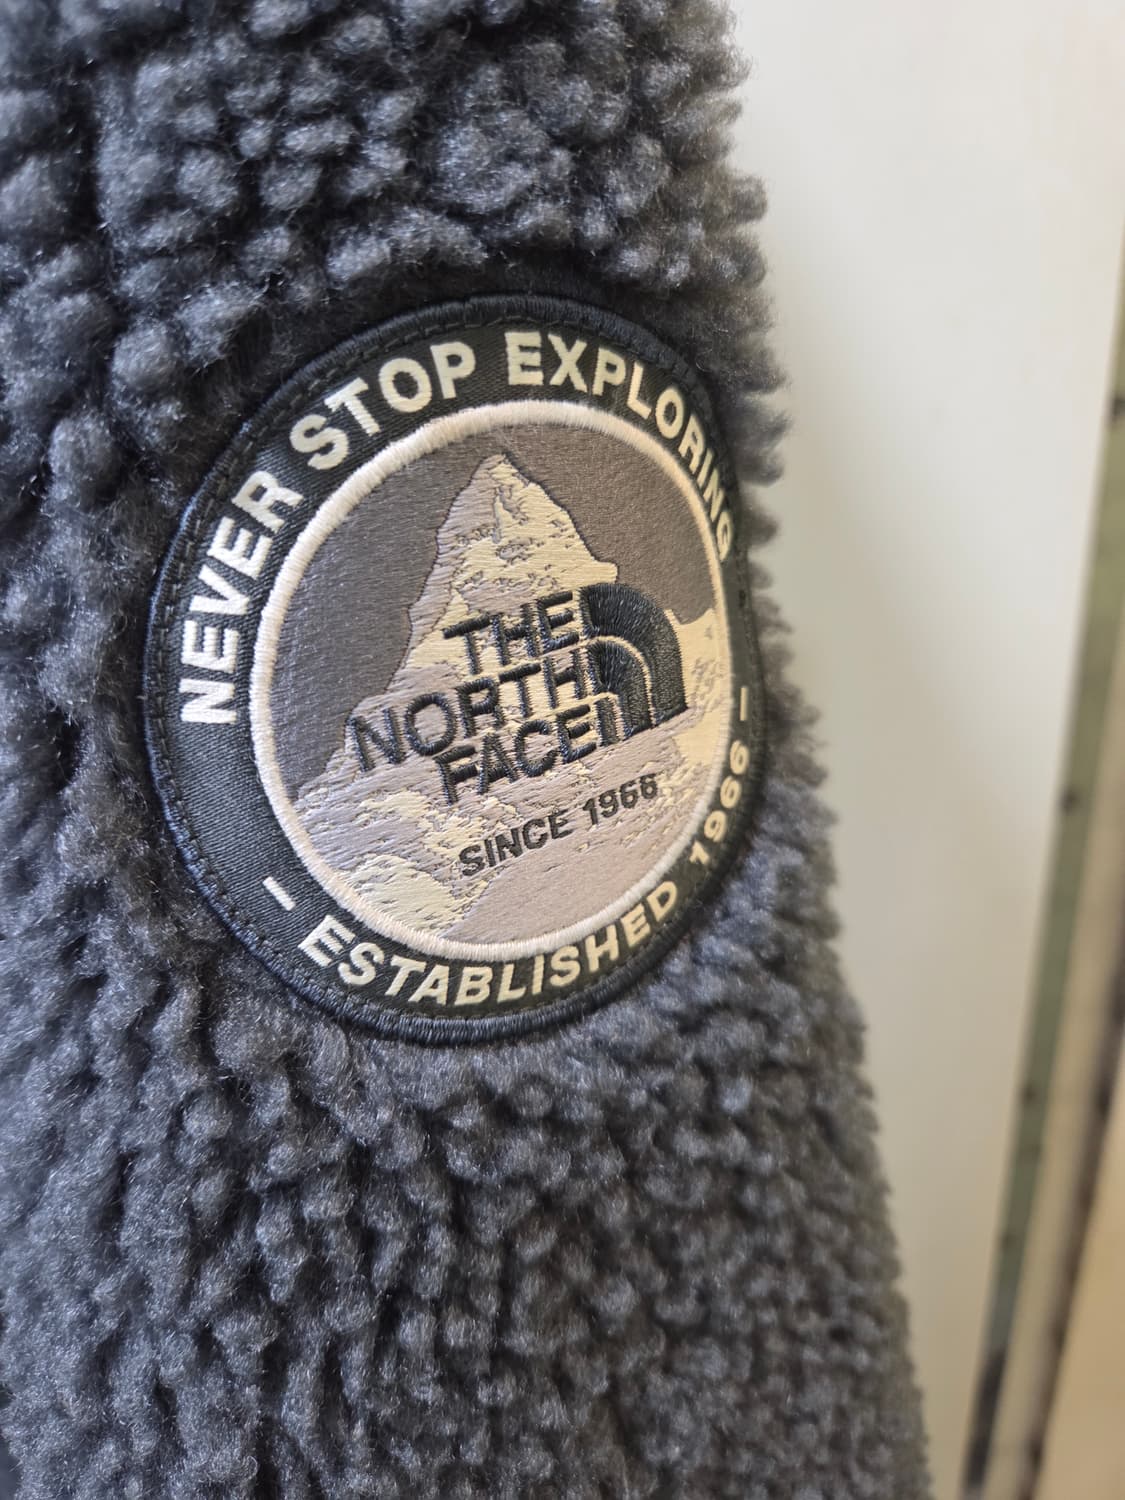 NEVER STOP EXPLORING
THE
NORTH
FACE
SINCE 1966
– ESTABLISHED 1966 –